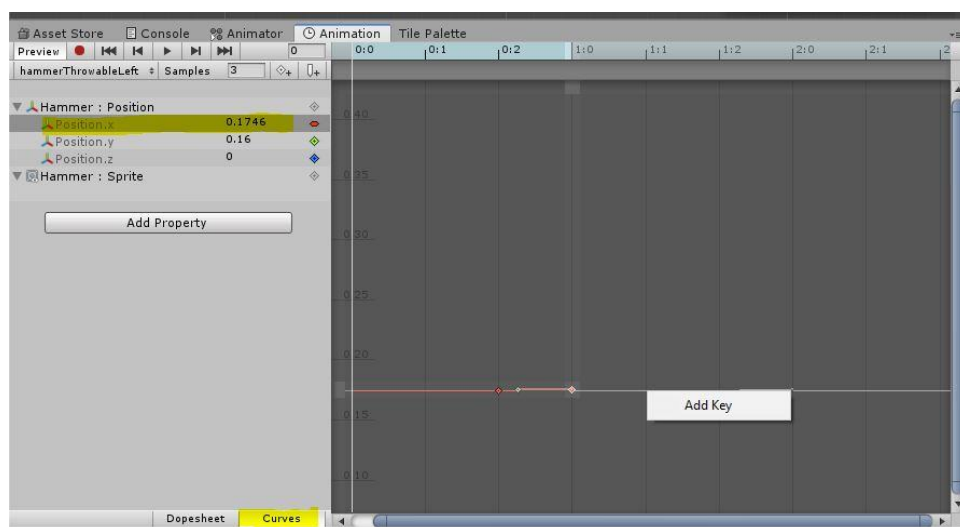 Asset Store Console Animator Animation Tile Palette
Preview 0 0:0 0:1 0:2 1:0 1:1 1:2 2:0 2:1 2
hammerThrowableLeft Samples 3
Hammer : Position
0.40
Position.x 0.1746
Position.y 0.16
Position.z 0
Hammer : Sprite
0.35
Add Property
0.30
0.25
0.20
Add Key
0.15
0.10
Dopesheet Curves